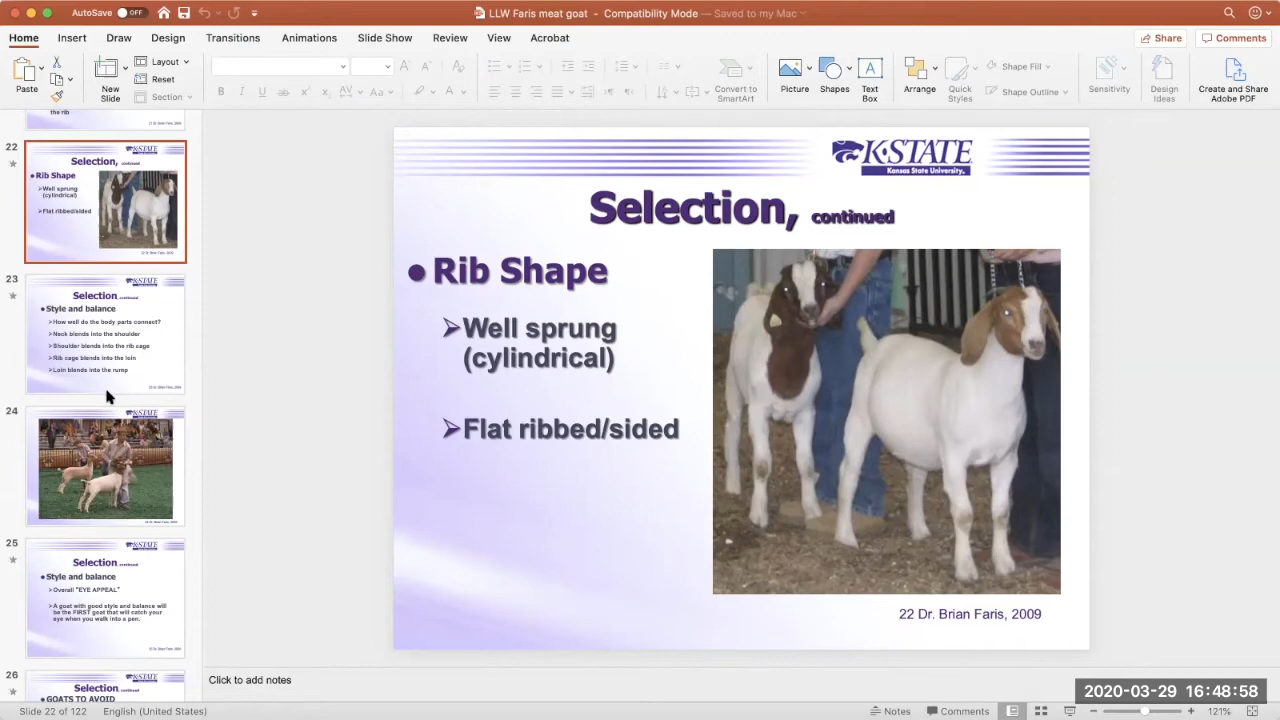 AutoSave OFF
LLW Faris meat goat - Compatibility Mode — Saved to my Mac
Home Insert Draw Design Transitions Animations Slide Show Review View Acrobat
Share Comments
Paste
New Slide
Layout
Reset
Section
Convert to SmartArt
Picture
Shapes
Text Box
Arrange
Quick Styles
Shape Fill
Shape Outline
Sensitivity
Design Ideas
Create and Share Adobe PDF
the rib
22
Selection, continued
Rib Shape
Well sprung
(cylindrical)
Flat ribbed/sided
23
K-STATE
Selection, continued
Style and balance
How well do the body parts connect?
Neck blends into the shoulder
Shoulder blends into the rib cage
Rib cage blends into the loin
Loin blends into the rump
24
25
Selection, continued
Style and balance
Overall "EYE APPEAL"
A goat with good style and balance will
be the FIRST goat that will catch your
eye when you walk into a pen.
26
Selection, continued
GOATS TO AVOID
K-STATE
Kansas State University
Selection, continued
Rib Shape
Well sprung
(cylindrical)
Flat ribbed/sided
22 Dr. Brian Faris, 2009
Click to add notes
2020-03-29 16:48:58
Slide 22 of 122 English (United States) Notes Comments 121%